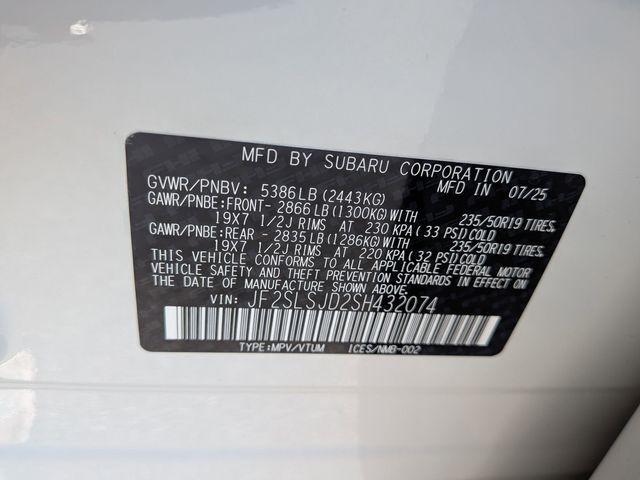 MFD BY SUBARU CORPORATION
GVWR/PNBV: 5386LB(2443KG) MFD IN 07/25
GAWR/PNBE:FRONT- 2866LB(1300KG)WITH 235/50R19 TIRES,
19X7 1/2J RIMS AT 230 KPA( 33 PSI)COLD
GAWR/PNBE:REAR - 2835LB(1286KG)WITH 235/50R19 TIRES,
19X7 1/2J RIMS AT 220 KPA( 32 PSI)COLD
THIS VEHICLE CONFORMS TO ALL APPLICABLE FEDERAL MOTOR
VEHICLE SAFETY AND THEFT PREVENTION STANDARDS IN EFFECT ON
THE DATE OF MANUFACTURE SHOWN ABOVE.
VIN: JF2SLSJD2SH432074
TYPE:MPV/VTUM ICES/NMB-002